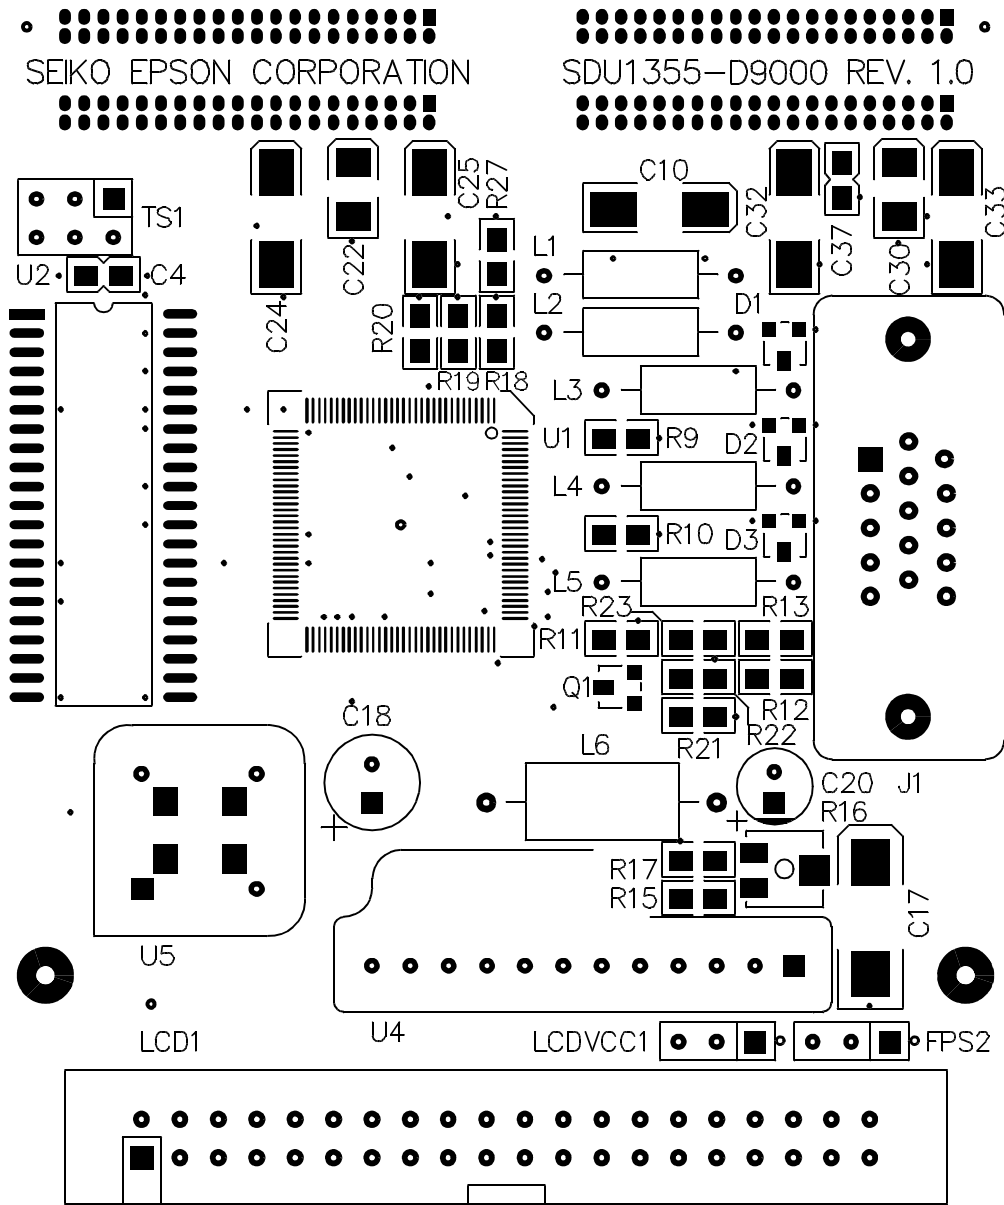 SEIKO EPSON CORPORATION
SDU1355-D9000 REV. 1.0
C10
C25
R27
C32
C37
C30
C33
TS1
U2
C4
C22
C24
L1
L2
D1
R20
R19
R18
L3
U1
R9
D2
L4
R10
D3
L5
R23
R13
R11
Q1
R12
C18
R21
R22
L6
C20
J1
R16
R17
R15
C17
U5
U4
LCD1
LCDVCC1
FPS2